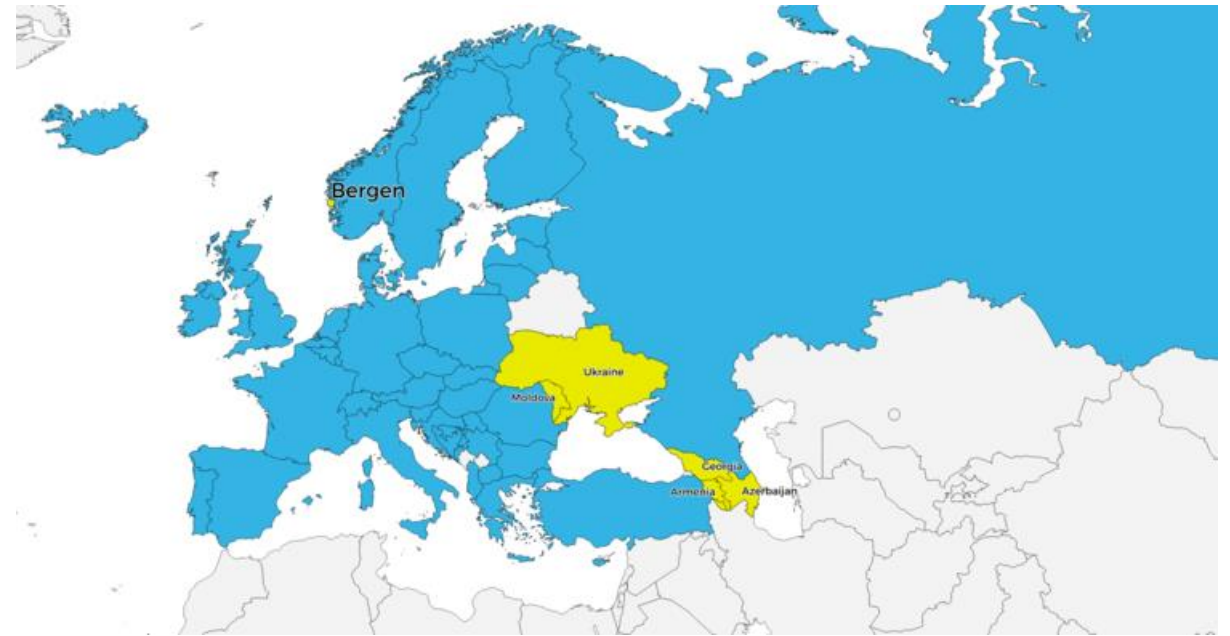 Bergen
Ukraine
Moldova
Georgia
Armenia
Azerbaijan